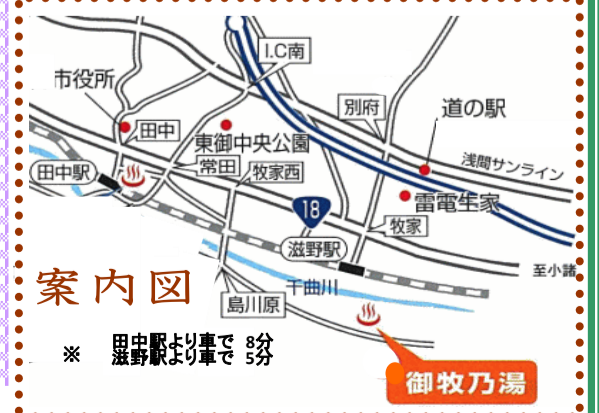 I.C南
市役所
別府
道の駅
田中
東御中央公園
浅間サンライン
常田
牧家西
田中駅
雷電生家
18
牧家
滋野駅
至小諸
案内図
千曲川
島川原
田中駅より車で 8分
※ 滋野駅より車で 5分
御牧乃湯